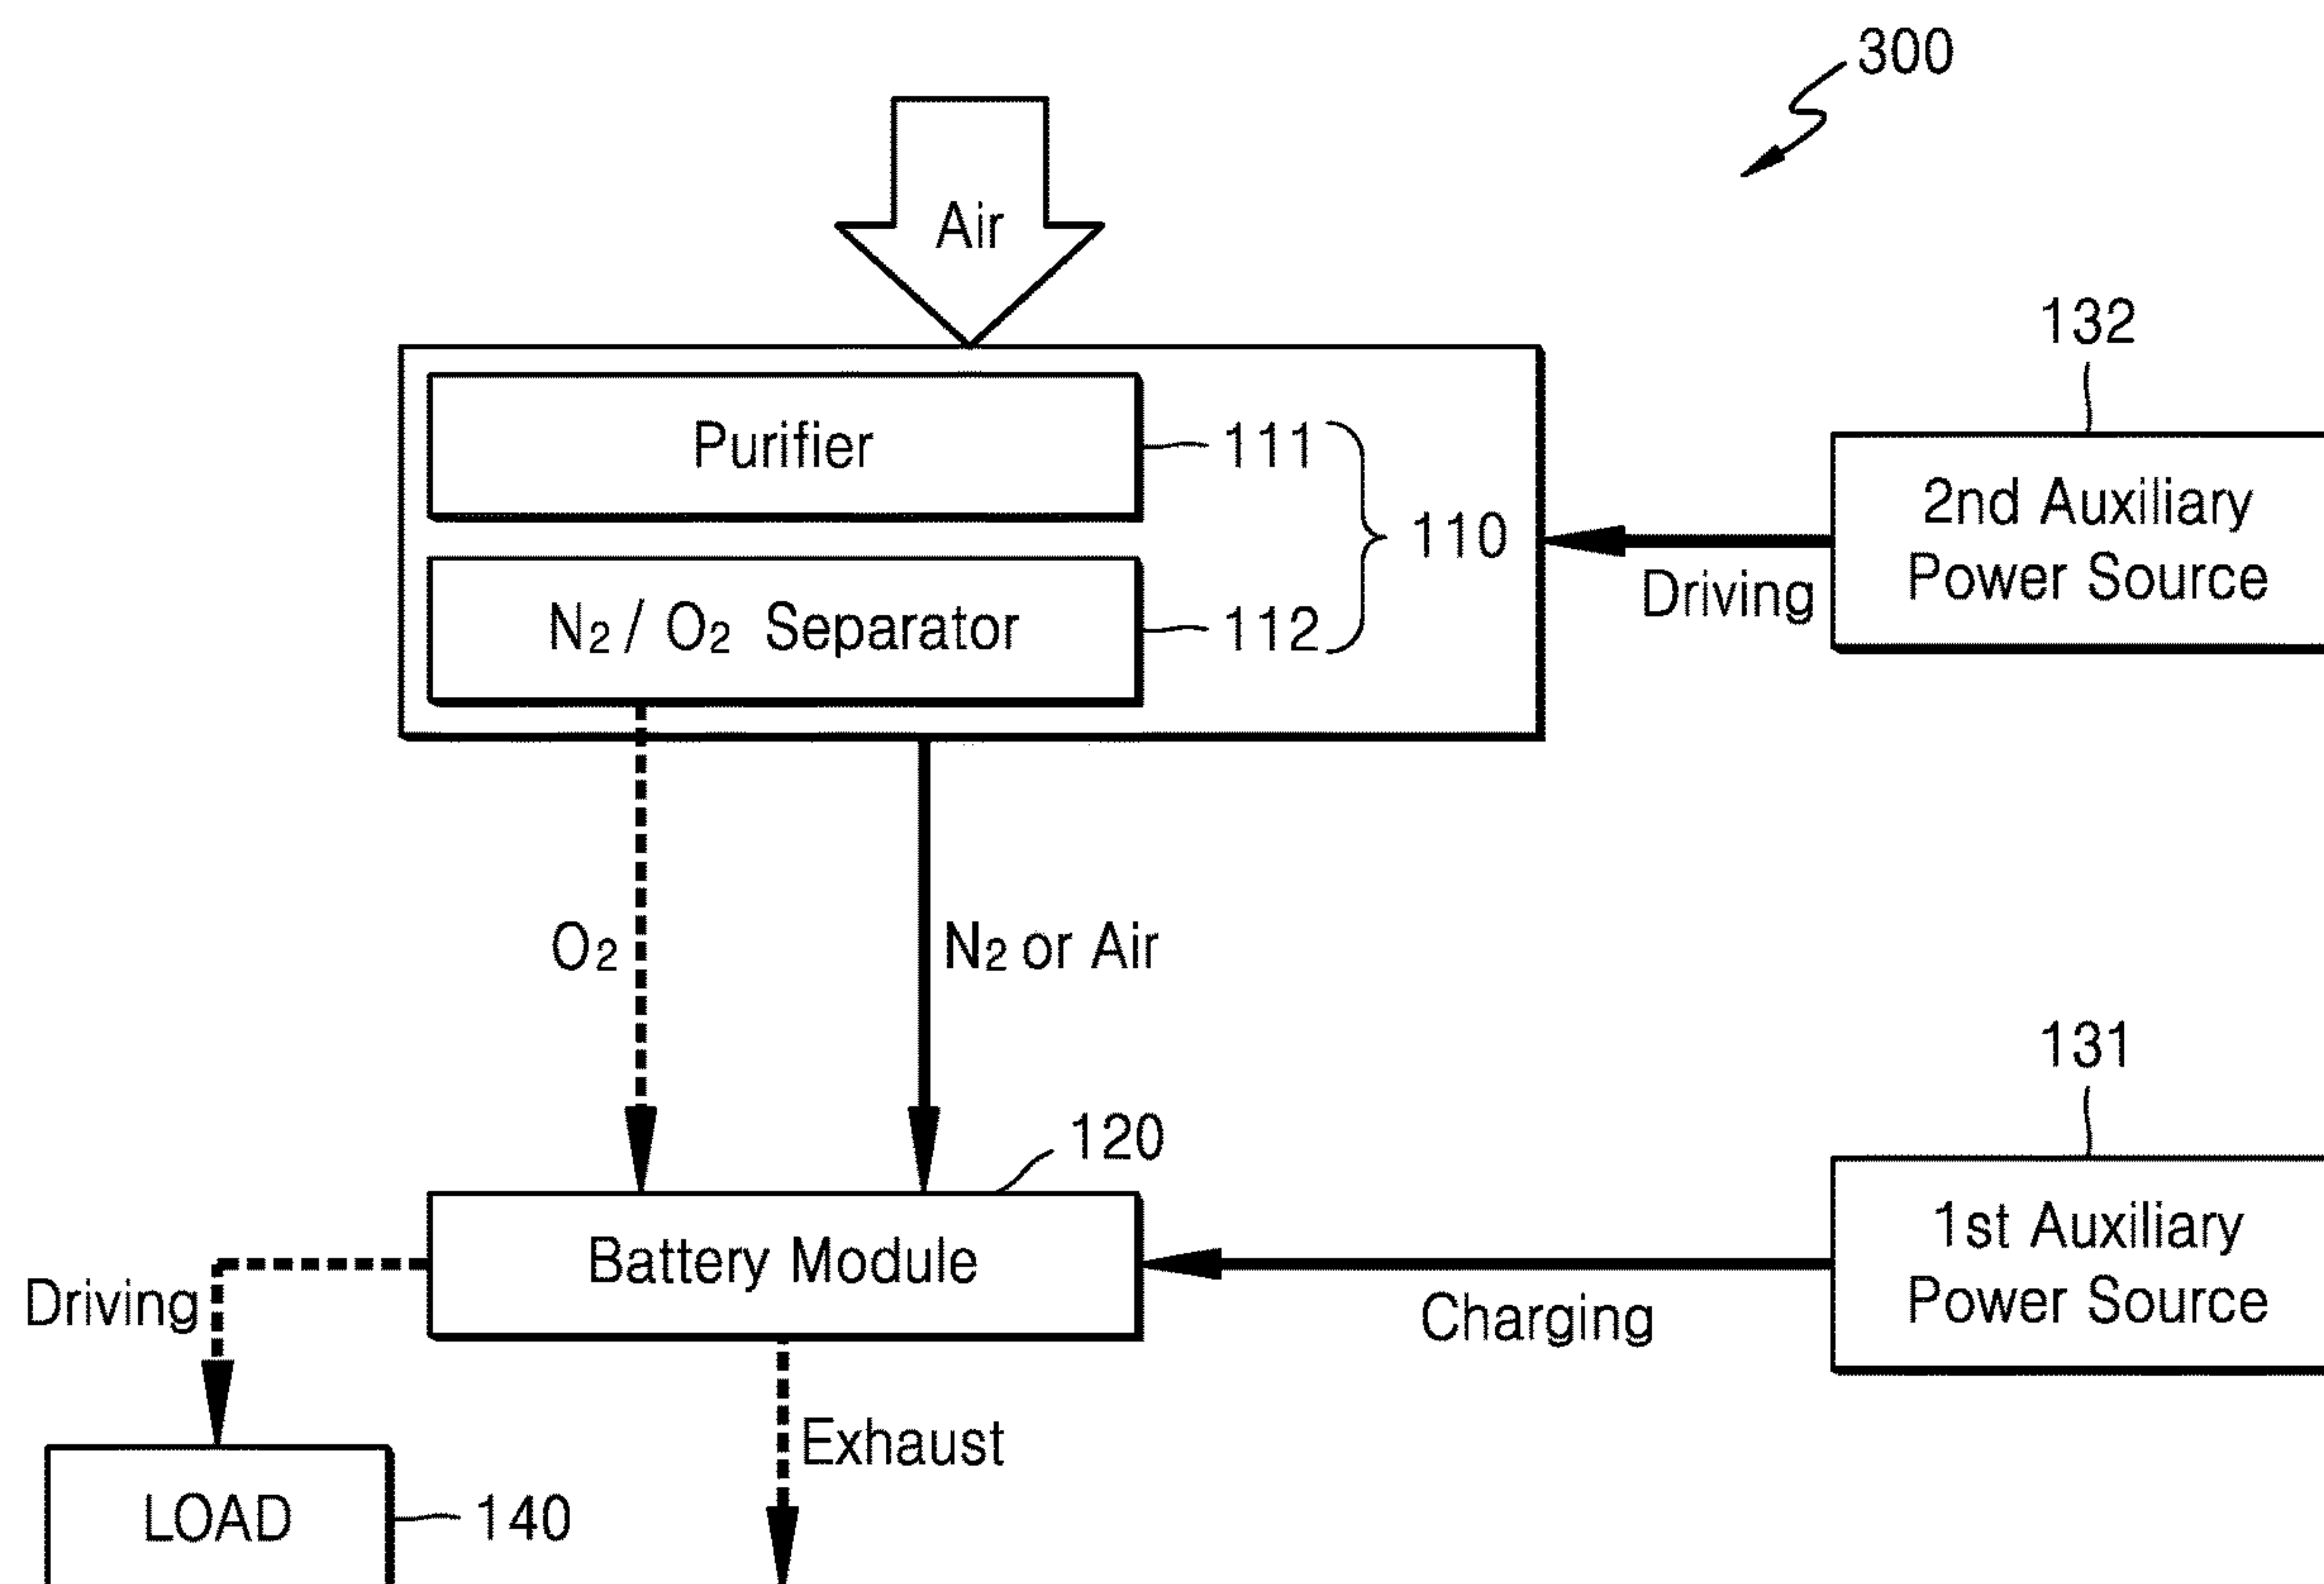 300
Air
132
Purifier
111
110
2nd Auxiliary
Power Source
Driving
N₂ / O₂ Separator
112
O₂
N₂ or Air
131
120
Battery Module
1st Auxiliary
Power Source
Charging
Driving
Exhaust
LOAD
140